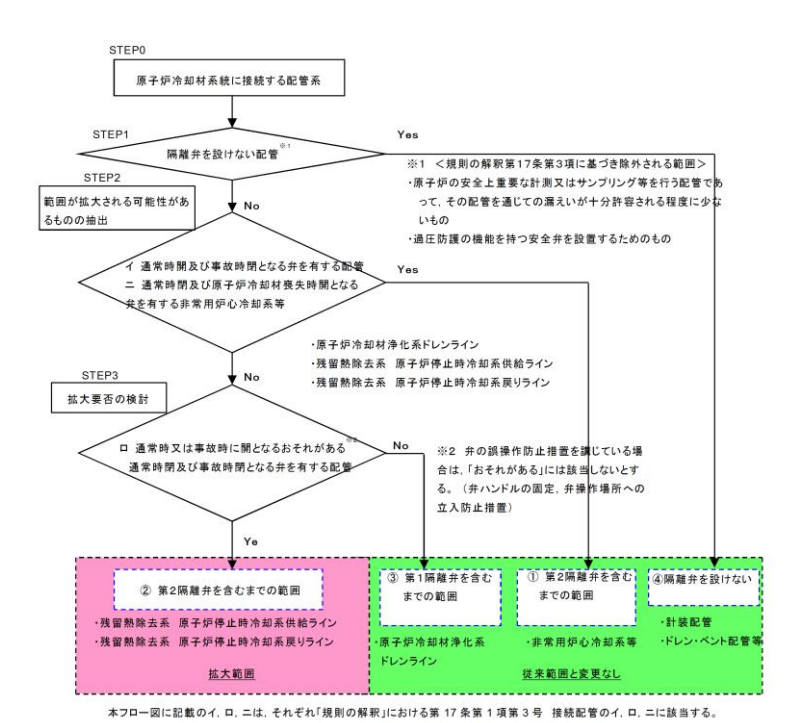 STEP0
原子炉冷却材系統に接続する配管系
STEP1
Yes
隔離弁を設けない配管※1
※1 <規則の解釈第17条第3項に基づき除外される範囲>
・原子炉の安全上重要な計測又はサンプリング等を行う配管であ
って，その配管を通じての漏えいが十分許容される程度に少な
いもの
・過圧防護の機能を持つ安全弁を設置するためのもの
STEP2
範囲が拡大される可能性があ
るものの抽出
No
イ 通常時開及び事故時閉となる弁を有する配管
ニ 通常時閉及び原子炉冷却材喪失時開となる
弁を有する非常用炉心冷却系等
Yes
・原子炉冷却材浄化系ドレンライン
・残留熱除去系 原子炉停止時冷却系供給ライン
・残留熱除去系 原子炉停止時冷却系戻りライン
No
STEP3
拡大要否の検討
ロ 通常時又は事故時に開となるおそれがある※2
通常時閉及び事故時閉となる弁を有する配管
No
※2 弁の誤操作防止措置を講じている場
合は，「おそれがある」には該当しないとす
る。（弁ハンドルの固定，弁操作場所への
立入防止措置）
Ye
② 第2隔離弁を含むまでの範囲
・残留熱除去系 原子炉停止時冷却系供給ライン
・残留熱除去系 原子炉停止時冷却系戻りライン
拡大範囲
③ 第1隔離弁を含む
までの範囲
・原子炉冷却材浄化系
ドレンライン
① 第2隔離弁を含む
までの範囲
・非常用炉心冷却系等
④隔離弁を設けない
・計装配管
・ドレン・ベント配管等
従来範囲と変更なし
本フロー図に記載のイ，ロ，ニは，それぞれ「規則の解釈」における第 17 条第 1 項第 3 号 接続配管のイ，ロ，ニに該当する。